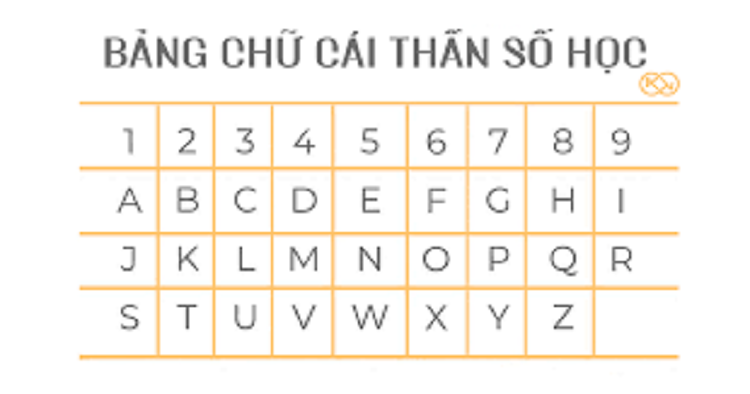 BẢNG CHỮ CÁI THẦN SỐ HỌC
1 2 3 4 5 6 7 8 9
A B C D E F G H I
J K L M N O P Q R
S T U V W X Y Z